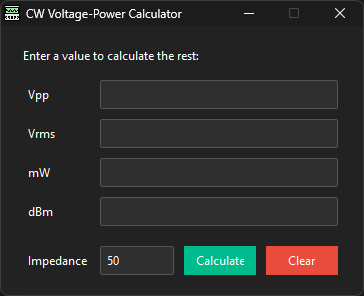 CW Voltage-Power Calculator
Enter a value to calculate the rest:
Vpp
Vrms
mW
dBm
Impedance 50 Calculate Clear